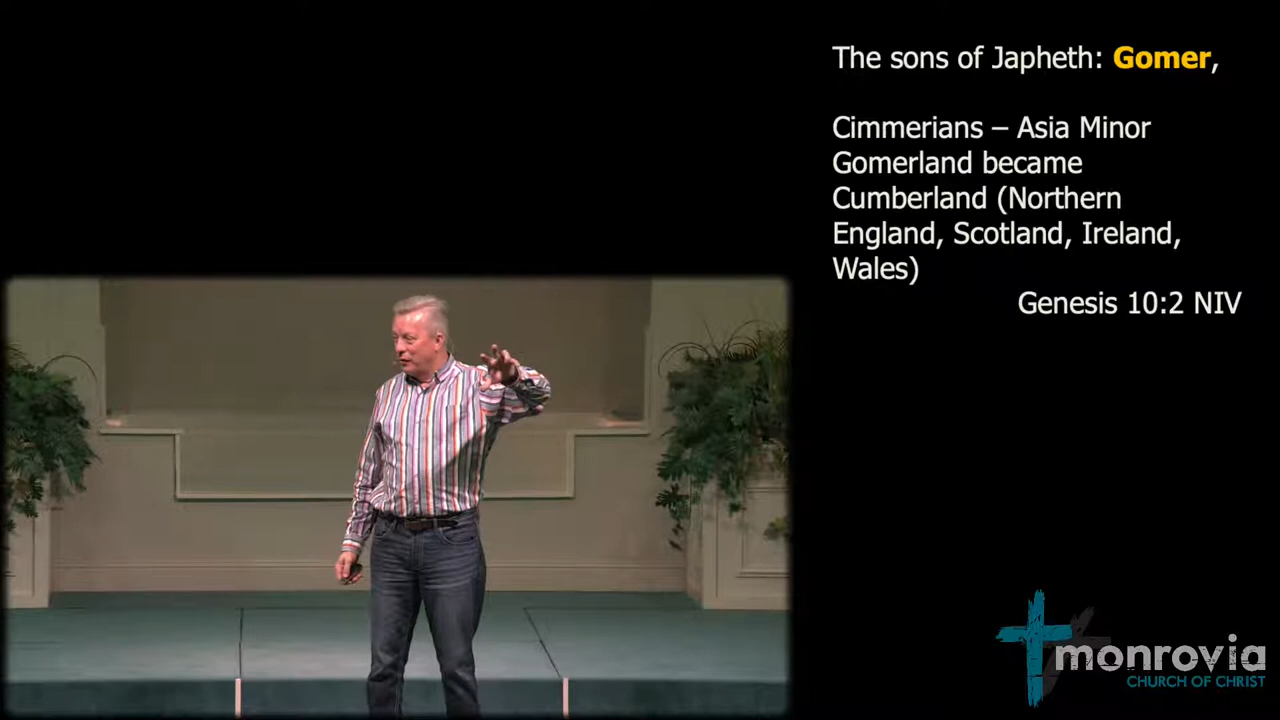 The sons of Japheth: Gomer,
Cimmerians – Asia Minor
Gomerland became
Cumberland (Northern
England, Scotland, Ireland,
Wales)
Genesis 10:2 NIV
monrovia
CHURCH OF CHRIST